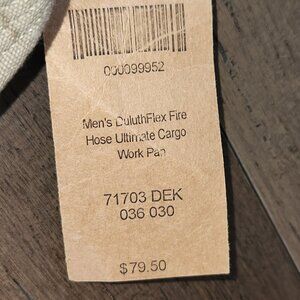 000099952
Men's DuluthFlex Fire
Hose Ultimate Cargo
Work Pan
71703 DEK
036 030
$79.50